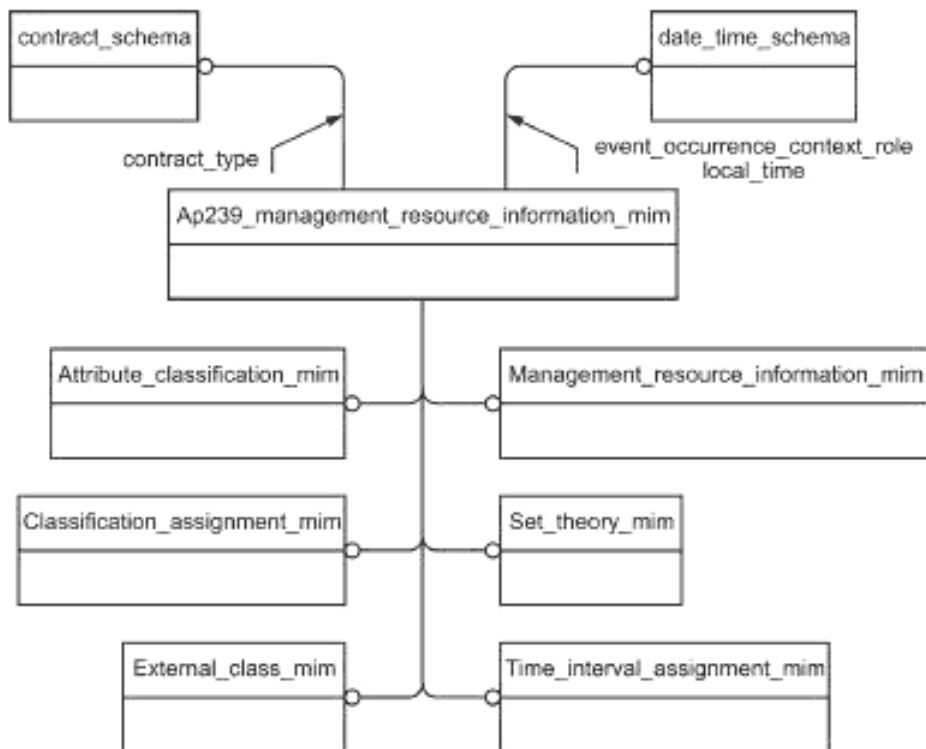 contract_schema
date_time_schema
contract_type
event_occurrence_context_role
local_time
Ap239_management_resource_information_mim
Attribute_classification_mim
Management_resource_information_mim
Classification_assignment_mim
Set_theory_mim
External_class_mim
Time_interval_assignment_mim